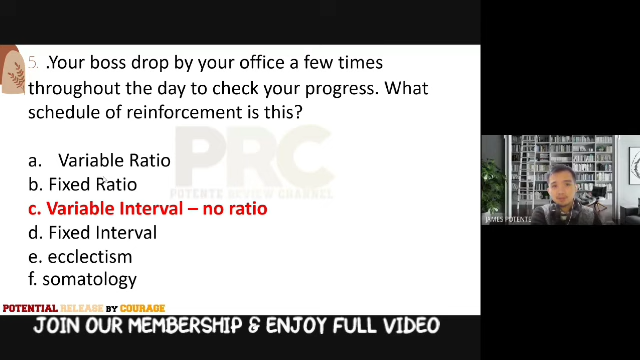 5. .Your boss drop by your office a few times
throughout the day to check your progress. What
schedule of reinforcement is this?
PRC
POTENTE REVIEW CHANNEL
a. Variable Ratio
b. Fixed Ratio
c. Variable Interval – no ratio
d. Fixed Interval
e. ecclectism
f. somatology
JAMES POTENTE
POTENTIAL RELEASE BY COURAGE
JOIN OUR MEMBERSHIP & ENJOY FULL VIDEO